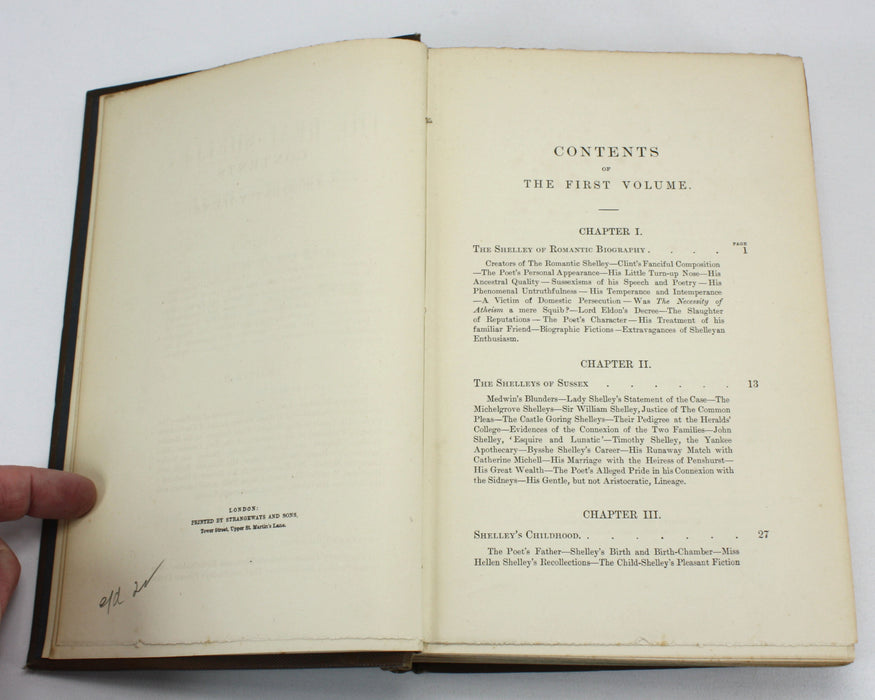 LONDON:
PRINTED BY STRANGEWAYS AND SONS,
Tower Street, Upper St. Martin's Lane.
CONTENTS
OF
THE FIRST VOLUME.
CHAPTER I.
PAGE
THE SHELLEY OF ROMANTIC BIOGRAPHY . . . . 1
Creators of The Romantic Shelley—Clint's Fanciful Composition
—The Poet's Personal Appearance—His Little Turn-up Nose—His
Ancestral Quality—Sussexisms of his Speech and Poetry—His
Phenomenal Untruthfulness—His Temperance and Intemperance
—A Victim of Domestic Persecution—Was The Necessity of
Atheism a mere Squib?—Lord Eldon's Decree—The Slaughter
of Reputations—The Poet's Character—His Treatment of his
familiar Friend—Biographic Fictions—Extravagances of Shelleyan
Enthusiasm.
CHAPTER II.
THE SHELLEYS OF SUSSEX . . . . . . 13
Medwin's Blunders—Lady Shelley's Statement of the Case—The
Michelgrove Shelleys—Sir William Shelley, Justice of The Common
Pleas—The Castle Goring Shelleys—Their Pedigree at the Heralds'
College—Evidences of the Connexion of the Two Families—John
Shelley, 'Esquire and Lunatic'—Timothy Shelley, the Yankee
Apothecary—Bysshe Shelley's Career—His Runaway Match with
Catherine Michell—His Marriage with the Heiress of Penshurst—
His Great Wealth—The Poet's Alleged Pride in his Connexion with
the Sidneys—His Gentle, but not Aristocratic, Lineage.
CHAPTER III.
SHELLEY'S CHILDHOOD. . . . . . . 27
The Poet's Father—Shelley's Birth and Birth-Chamber—Miss
Hellen Shelley's Recollections—The Child-Shelley's Pleasant Fiction